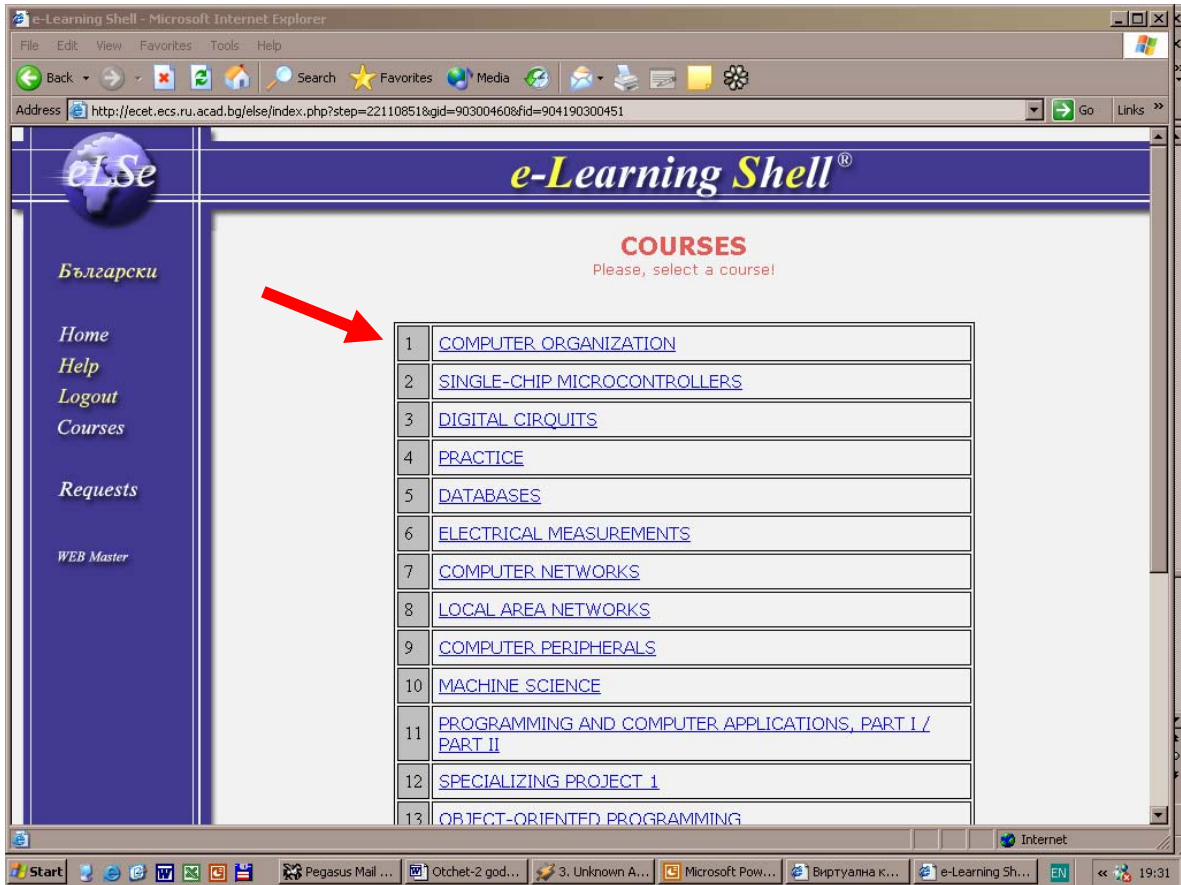 e-Learning Shell - Microsoft Internet Explorer
File Edit View Favorites Tools Help
Back Search Favorites Media
Address http://ecet.ecs.ru.acad.bg/else/index.php?step=22110851&gid=90300460&fid=904190300451 Go Links »
eLSe
e-Learning Shell®
Български
Home
Help
Logout
Courses
Requests
WEB Master
COURSES
Please, select a course!
1 COMPUTER ORGANIZATION
2 SINGLE-CHIP MICROCONTROLLERS
3 DIGITAL CIRQUITS
4 PRACTICE
5 DATABASES
6 ELECTRICAL MEASUREMENTS
7 COMPUTER NETWORKS
8 LOCAL AREA NETWORKS
9 COMPUTER PERIPHERALS
10 MACHINE SCIENCE
11 PROGRAMMING AND COMPUTER APPLICATIONS, PART I /
PART II
12 SPECIALIZING PROJECT 1
13 OBJECT-ORIENTED PROGRAMMING
Internet
Start Pegasus Mail ... Otchet-2 god... 3. Unknown A... Microsoft Pow... Виртуална к... e-Learning Sh... EN « 19:31